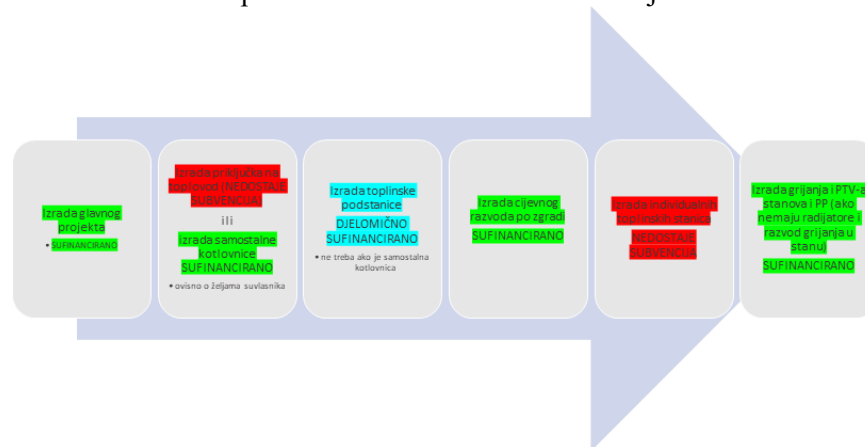 Izrada glavnog
projekta
• SUFINANCIRANO
Izrada priključka na
toplovod (NEDOSTAJE
SUBVENCIJA)
ili
Izrada samostalne
kotlovnice
SUFINANCIRANO
• ovisno o željama suvlasnika
Izrada toplinske
podstanice
DJELOMIČNO
SUFINANCIRANO
• ne treba ako je samostalna
kotlovnica
Izrada cijevnog
razvoda po zgradi
SUFINANCIRANO
Izrada individualnih
toplinskih stanica
NEDOSTAJE
SUBVENCIJA
Izrada grijanja i PTV-a
stanova i PP (ako
nemaju radijatore i
razvod grijanja u
stanu)
SUFINANCIRANO